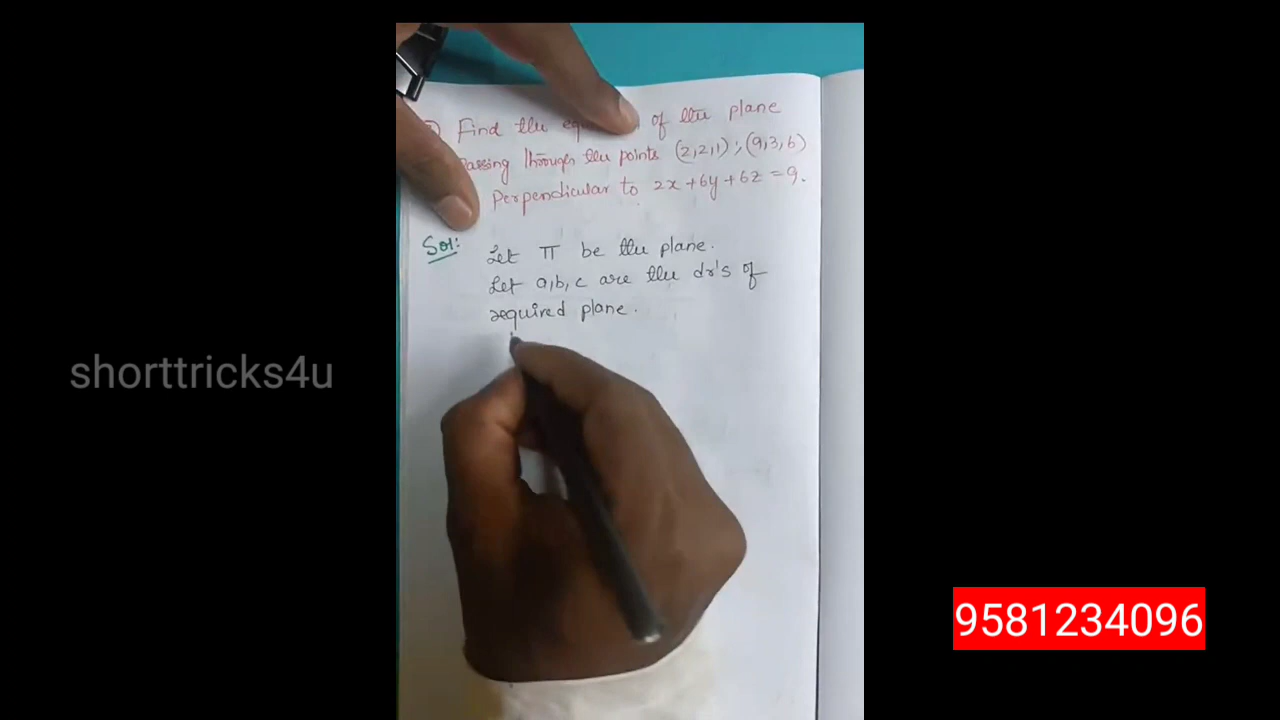 Find the of the plane
passing through the points (2,2,1); (9,3,6)
Perpendicular to 2x +6y +6z = 9.
Sol: Let π be the plane.
Let a,b,c are the dr's of
required plane.
shorttricks4u
9581234096